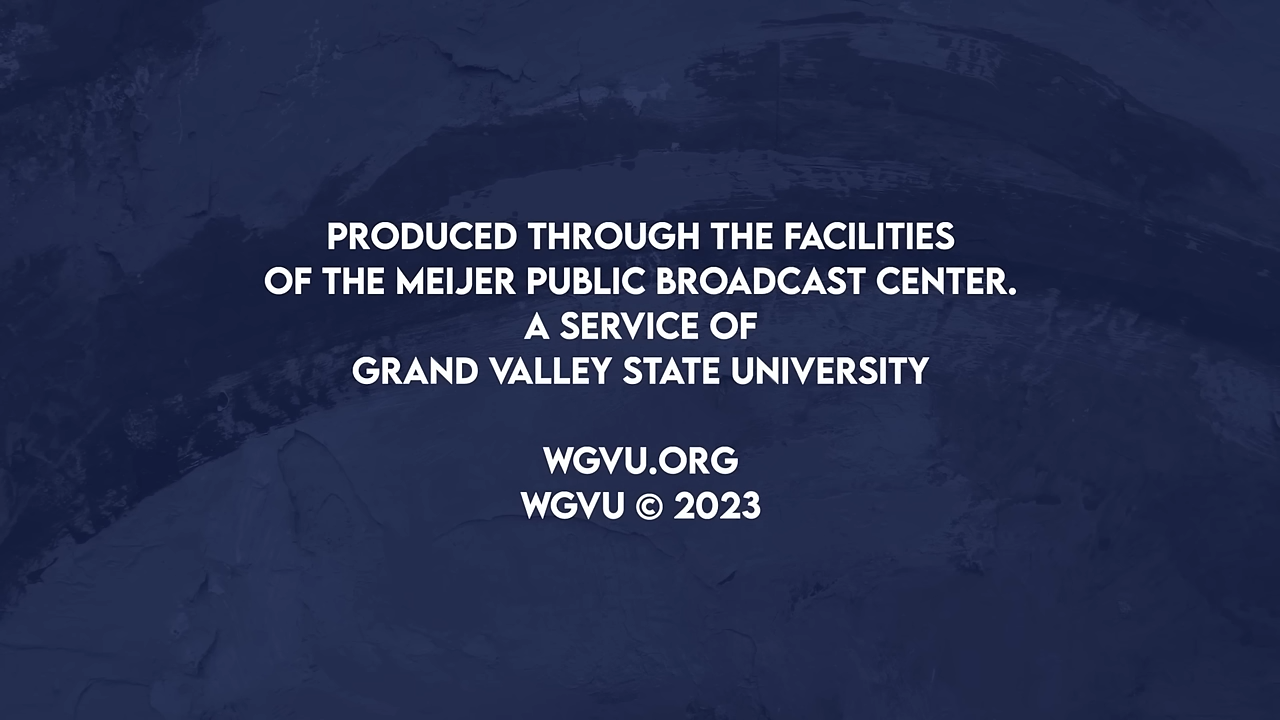 PRODUCED THROUGH THE FACILITIES
OF THE MEIJER PUBLIC BROADCAST CENTER.
A SERVICE OF
GRAND VALLEY STATE UNIVERSITY
WGVU.ORG
WGVU © 2023